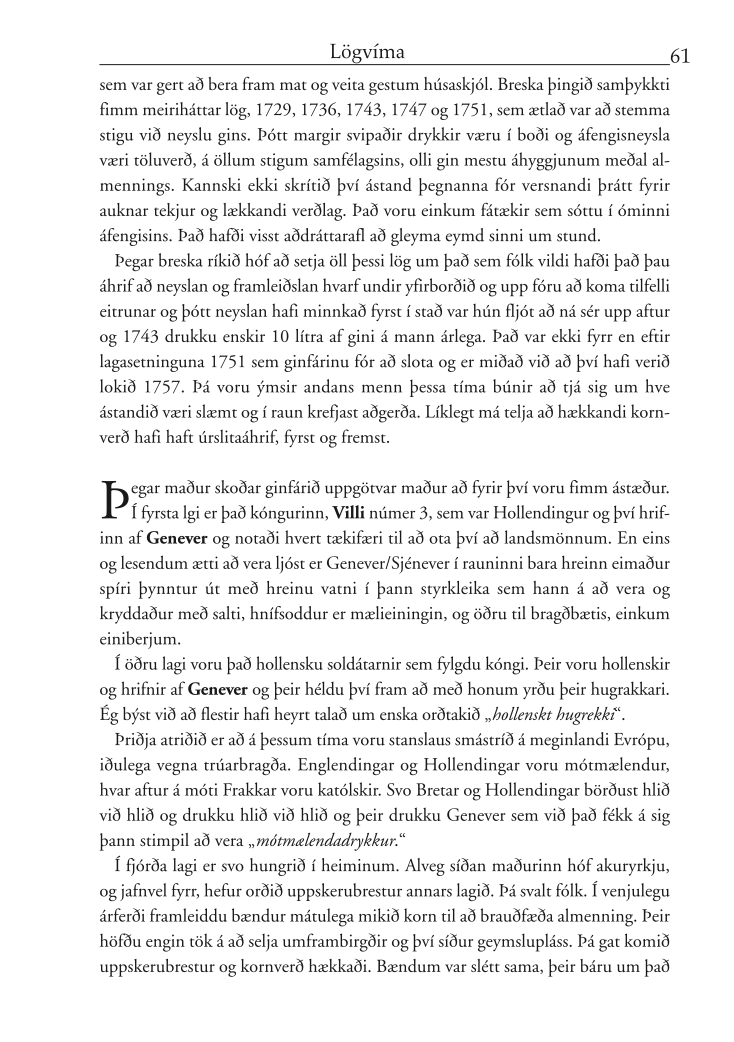 Lögvíma 61
sem var gert að bera fram mat og veita gestum húsaskjól. Breska þingið samþykkti
fimm meiriháttar lög, 1729, 1736, 1743, 1747 og 1751, sem ætlað var að stemma
stigu við neyslu gins. Þótt margir svipaðir drykkir væru í boði og áfengisneysla
væri töluverð, á öllum stigum samfélagsins, olli gin mestu áhyggjunum meðal al-
mennings. Kannski ekki skrítið því ástand þegnanna fór versnandi þrátt fyrir
auknar tekjur og lækkandi verðlag. Það voru einkum fátækir sem sóttu í óminni
áfengisins. Það hafði visst aðdráttarafl að gleyma eymd sinni um stund.
Þegar breska ríkið hóf að setja öll þessi lög um það sem fólk vildi hafði það þau
áhrif að neyslan og framleiðslan hvarf undir yfirborðið og upp fóru að koma tilfelli
eitrunar og þótt neyslan hafi minnkað fyrst í stað var hún fljót að ná sér upp aftur
og 1743 drukku enskir 10 lítra af gini á mann árlega. Það var ekki fyrr en eftir
lagasetninguna 1751 sem ginfárinu fór að slota og er miðað við að því hafi verið
lokið 1757. Þá voru ýmsir andans menn þessa tíma búnir að tjá sig um hve
ástandið væri slæmt og í raun krefjast aðgerða. Líklegt má telja að hækkandi korn-
verð hafi haft úrslitaáhrif, fyrst og fremst.
Þegar maður skoðar ginfárið uppgötvar maður að fyrir því voru fimm ástæður.
Í fyrsta lgi er það kóngurinn, Villi númer 3, sem var Hollendingur og því hrif-
inn af Genever og notaði hvert tækifæri til að ota því að landsmönnum. En eins
og lesendum ætti að vera ljóst er Genever/Sjénever í rauninni bara hreinn eimaður
spíri þynntur út með hreinu vatni í þann styrkleika sem hann á að vera og
kryddaður með salti, hnífsoddur er mælieiningin, og öðru til bragðbætis, einkum
einiberjum.
Í öðru lagi voru það hollensku soldátarnir sem fylgdu kóngi. Þeir voru hollenskir
og hrifnir af Genever og þeir héldu því fram að með honum yrðu þeir hugrakkari.
Ég býst við að flestir hafi heyrt talað um enska orðtakið „hollenskt hugrekki“.
Þriðja atriðið er að á þessum tíma voru stanslaus smástríð á meginlandi Evrópu,
iðulega vegna trúarbragða. Englendingar og Hollendingar voru mótmælendur,
hvar aftur á móti Frakkar voru katólskir. Svo Bretar og Hollendingar börðust hlið
við hlið og drukku hlið við hlið og þeir drukku Genever sem við það fékk á sig
þann stimpil að vera „mótmælendadrykkur.“
Í fjórða lagi er svo hungrið í heiminum. Alveg síðan maðurinn hóf akuryrkju,
og jafnvel fyrr, hefur orðið uppskerubrestur annars lagið. Þá svalt fólk. Í venjulegu
árferði framleiddu bændur mátulega mikið korn til að brauðfæða almenning. Þeir
höfðu engin tök á að selja umframbirgðir og því síður geymslupláss. Þá gat komið
uppskerubrestur og kornverð hækkaði. Bændum var slétt sama, þeir báru um það